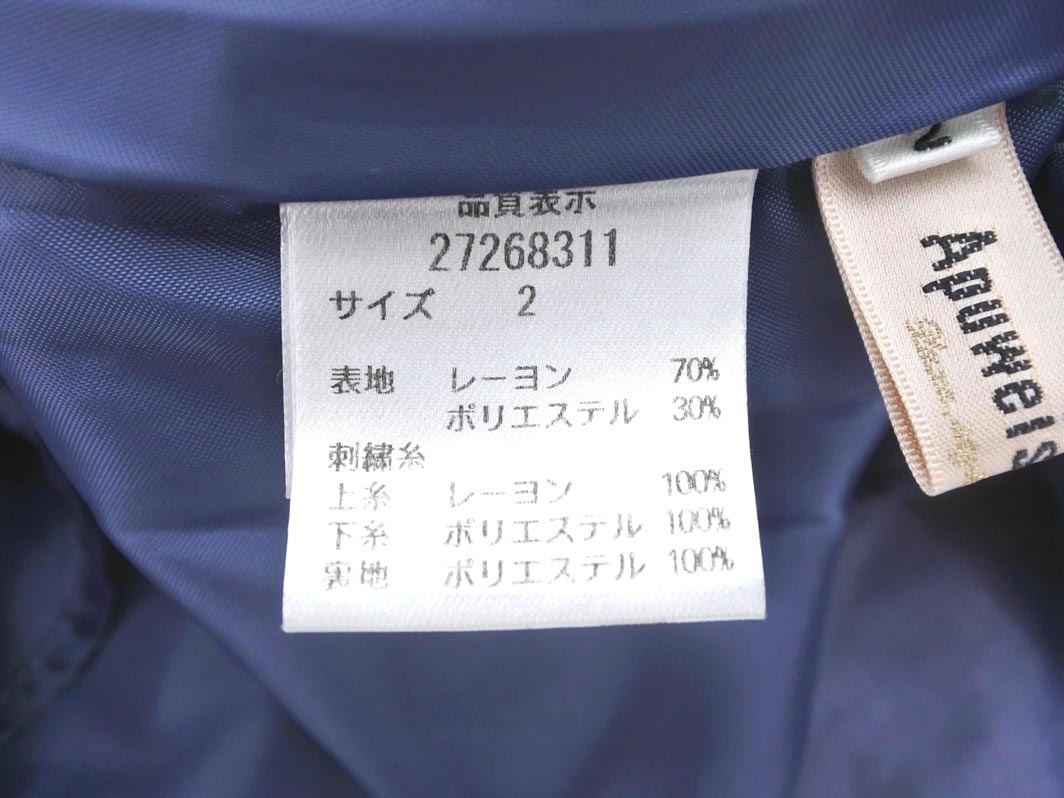 品質表示
27268311
サイズ 2
表地 レーヨン 70%
ポリエステル 30%
刺繍糸
上糸 レーヨン 100%
下糸 ポリエステル 100%
裏地 ポリエステル 100%
Apuweis